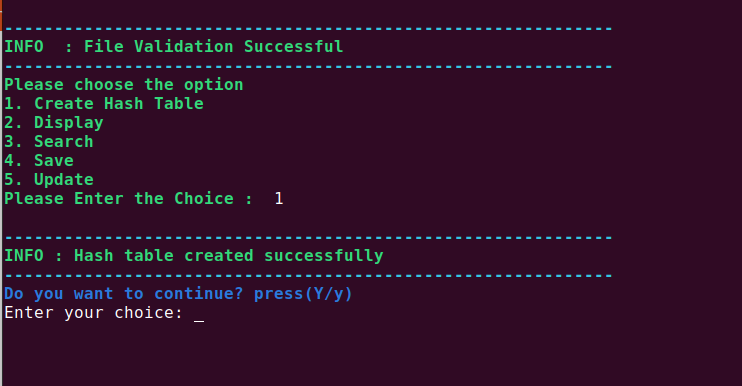 ------------------------------------------------------------- 
INFO  : File Validation Successful
-------------------------------------------------------------
Please choose the option
1. Create Hash Table
2. Display
3. Search
4. Save
5. Update
Please Enter the Choice :  1
-------------------------------------------------------------
INFO : Hash table created successfully
-------------------------------------------------------------
Do you want to continue? press(Y/y)
Enter your choice: _